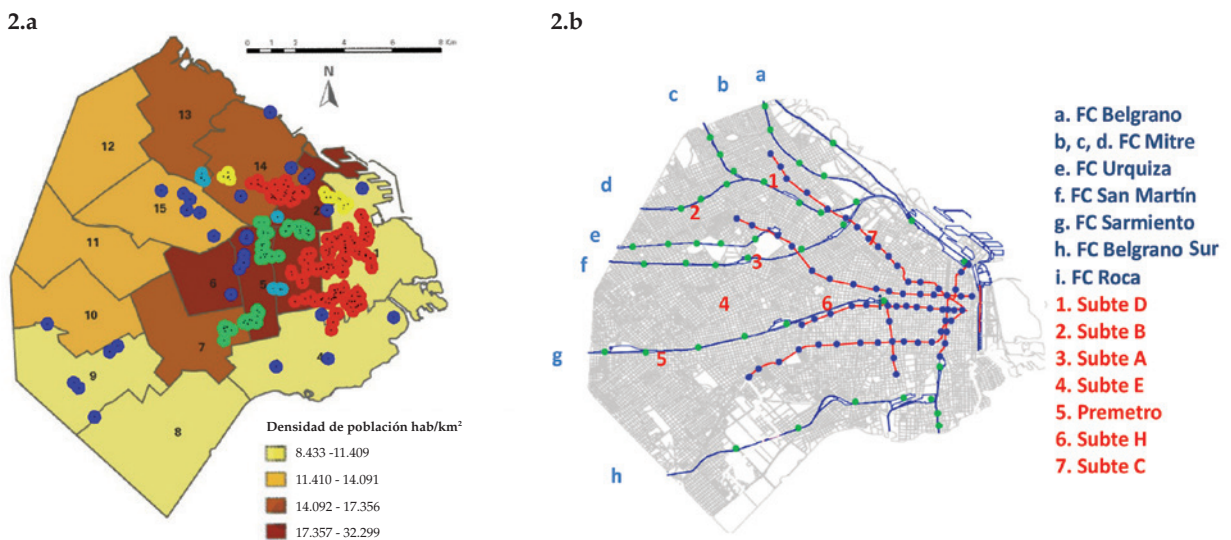 2.a
0 1 2 4 6 8 Km
N
13
12
14
15
2
11
1
6
5
10
7
4
9
8
Densidad de población hab/km²
8.433 -11.409
11.410 - 14.091
14.092 - 17.356
17.357 - 32.299
2.b
a
b
c
d
e
f
g
h
1
2
7
3
4
6
5
a. FC Belgrano
b, c, d. FC Mitre
e. FC Urquiza
f. FC San Martín
g. FC Sarmiento
h. FC Belgrano Sur
i. FC Roca
1. Subte D
2. Subte B
3. Subte A
4. Subte E
5. Premetro
6. Subte H
7. Subte C